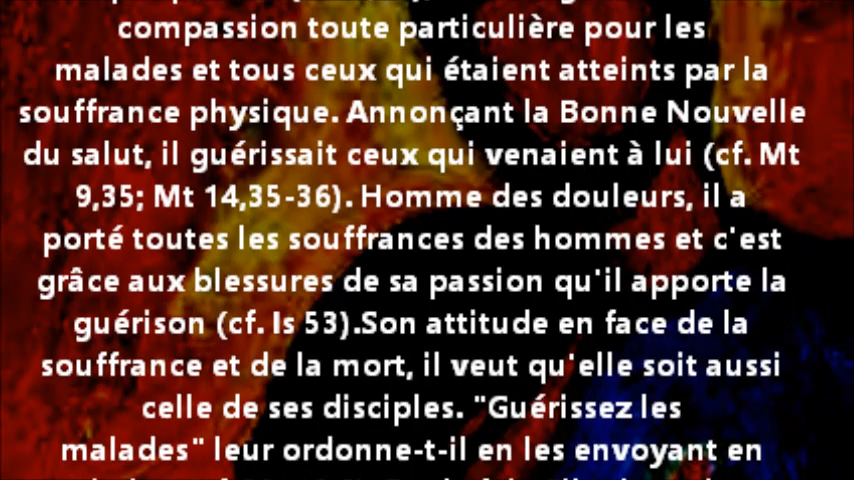 compassion toute particulière pour les
malades et tous ceux qui étaient atteints par la
souffrance physique. Annonçant la Bonne Nouvelle
du salut, il guérissait ceux qui venaient à lui (cf. Mt
9,35; Mt 14,35-36). Homme des douleurs, il a
porté toutes les souffrances des hommes et c'est
grâce aux blessures de sa passion qu'il apporte la
guérison (cf. Is 53).Son attitude en face de la
souffrance et de la mort, il veut qu'elle soit aussi
celle de ses disciples. "Guérissez les
malades" leur ordonne-t-il en les envoyant en